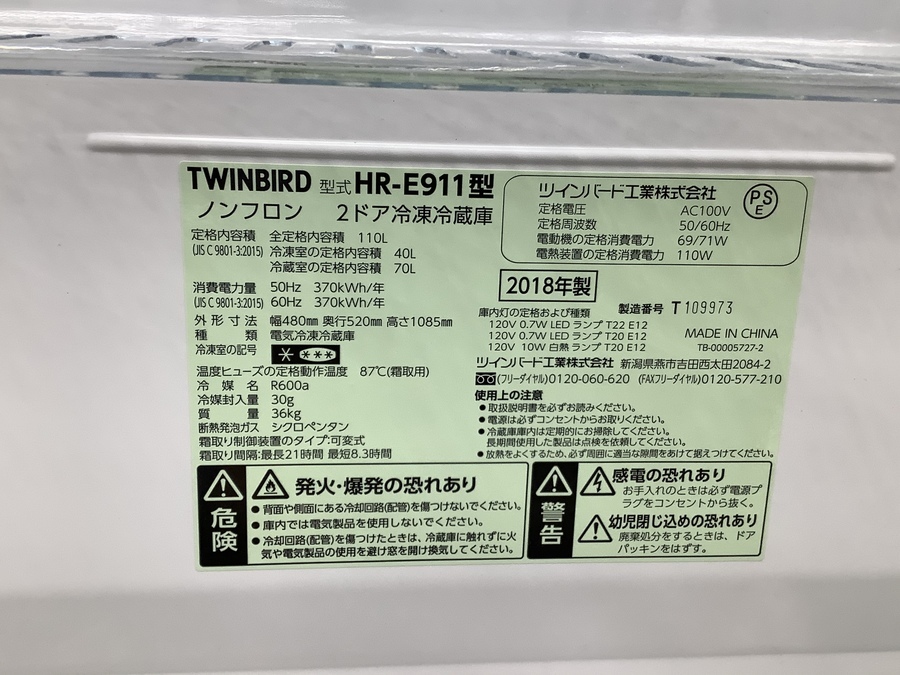 TWINBIRD 型式 HR-E911型
ノンフロン 2ドア冷凍冷蔵庫
定格内容積 全定格内容積 110L
(JIS C 9801-3:2015) 冷凍室の定格内容積 40L
冷蔵室の定格内容積 70L
消費電力量 50Hz 370kWh/年
(JIS C 9801-3:2015) 60Hz 370kWh/年
外形寸法 幅480mm 奥行520mm 高さ1085mm
種類 電気冷凍冷蔵庫
冷凍室の記号
温度ヒューズの定格動作温度 87℃(霜取用)
冷媒名 R600a
冷媒封入量 30g
質量 36kg
断熱発泡ガス シクロペンタン
霜取り制御装置のタイプ:可変式
霜取り間隔:最長21時間 最短8.3時間
ツインバード工業株式会社
PS
E
定格電圧 AC100V
定格周波数 50/60Hz
電動機の定格消費電力 69/71W
電熱装置の定格消費電力 110W
2018年製
製造番号 T109973
庫内灯の定格および種類
120V 0.7W LED ランプ T22 E12
120V 0.7W LED ランプ T20 E12
120V 10W 白熱ランプ T20 E12
MADE IN CHINA
TB-00005727-2
ツインバード工業株式会社 新潟県燕市吉田西太田2084-2
(フリーダイヤル)0120-060-620 (FAXフリーダイヤル)0120-577-210
使用上の注意
●取扱説明書を必ずお読みください。
●電源は必ずコンセントからお取りください。
●冷蔵庫庫内は定期的にお掃除してください。
長期間使用した製品は点検を依頼してください。
●放熱をよくするため、必ず周囲に適当な隙間をあけて据えつけてください。
危険
発火・爆発の恐れあり
●背面や側面にある冷却回路(配管)を傷つけないでください。
●庫内では電気製品を使用しないでください。
●冷却回路(配管)を傷つけたときは、冷蔵庫に触れずに火
気や電気製品の使用を避け窓を開け換気してください。
警告
感電の恐れあり
お手入れのときは必ず電源プ
ラグをコンセントから抜く。
幼児閉じ込めの恐れあり
廃棄処分をするときは、ドア
パッキンをはずす。